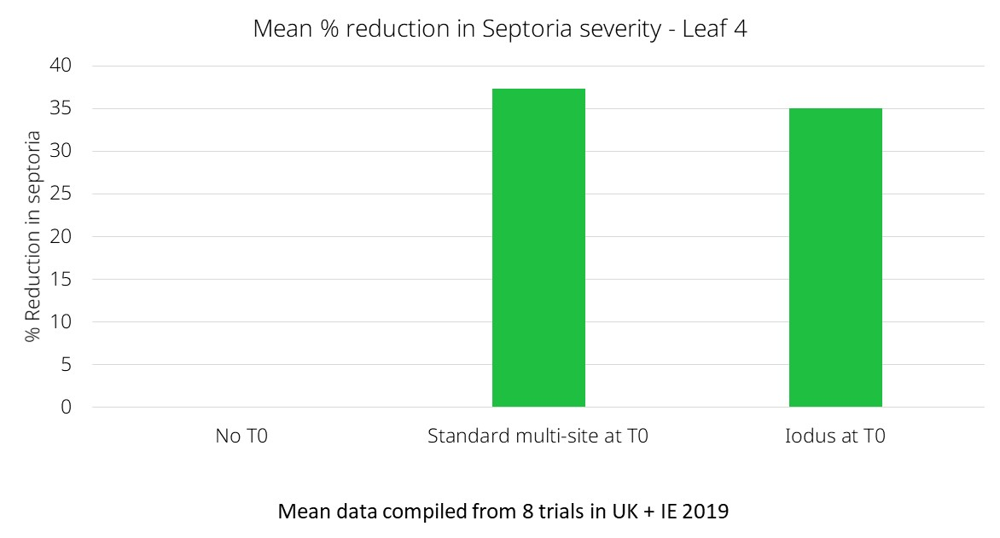 Mean % reduction in Septoria severity - Leaf 4
% Reduction in septoria
40
35
30
25
20
15
10
5
0
No T0
Standard multi-site at T0
Iodus at T0
Mean data compiled from 8 trials in UK + IE 2019